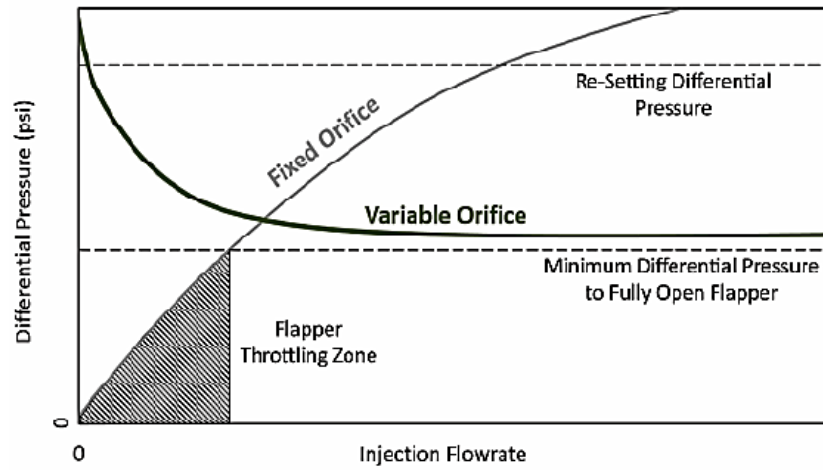 Re-Setting Differential
Pressure
Fixed Orifice
Variable Orifice
Minimum Differential Pressure
to Fully Open Flapper
Flapper
Throttling Zone
Differential Pressure (psi)
0
0
Injection Flowrate